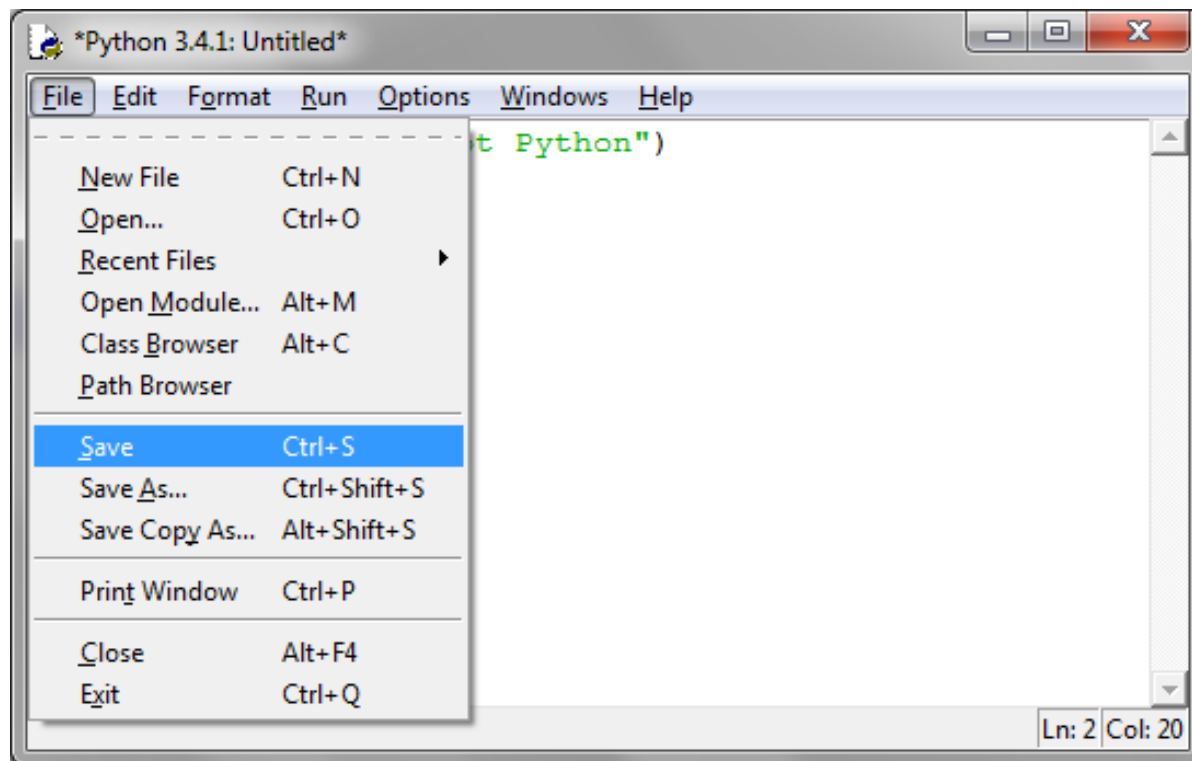 *Python 3.4.1: Untitled*
File Edit Format Run Options Windows Help
t Python")
New File Ctrl+N
Open... Ctrl+O
Recent Files
Open Module... Alt+M
Class Browser Alt+C
Path Browser
Save Ctrl+S
Save As... Ctrl+Shift+S
Save Copy As... Alt+Shift+S
Print Window Ctrl+P
Close Alt+F4
Exit Ctrl+Q
Ln: 2 Col: 20